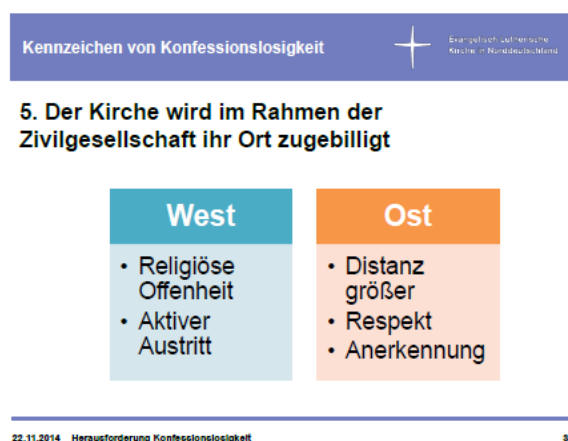 Kennzeichen von Konfessionslosigkeit
Evangelisch-Lutherische
Kirche in Norddeutschland
5. Der Kirche wird im Rahmen der
Zivilgesellschaft ihr Ort zugebilligt
West
• Religiöse
Offenheit
• Aktiver
Austritt
Ost
• Distanz
größer
• Respekt
• Anerkennung
22.11.2014 Herausforderung Konfessionslosigkeit